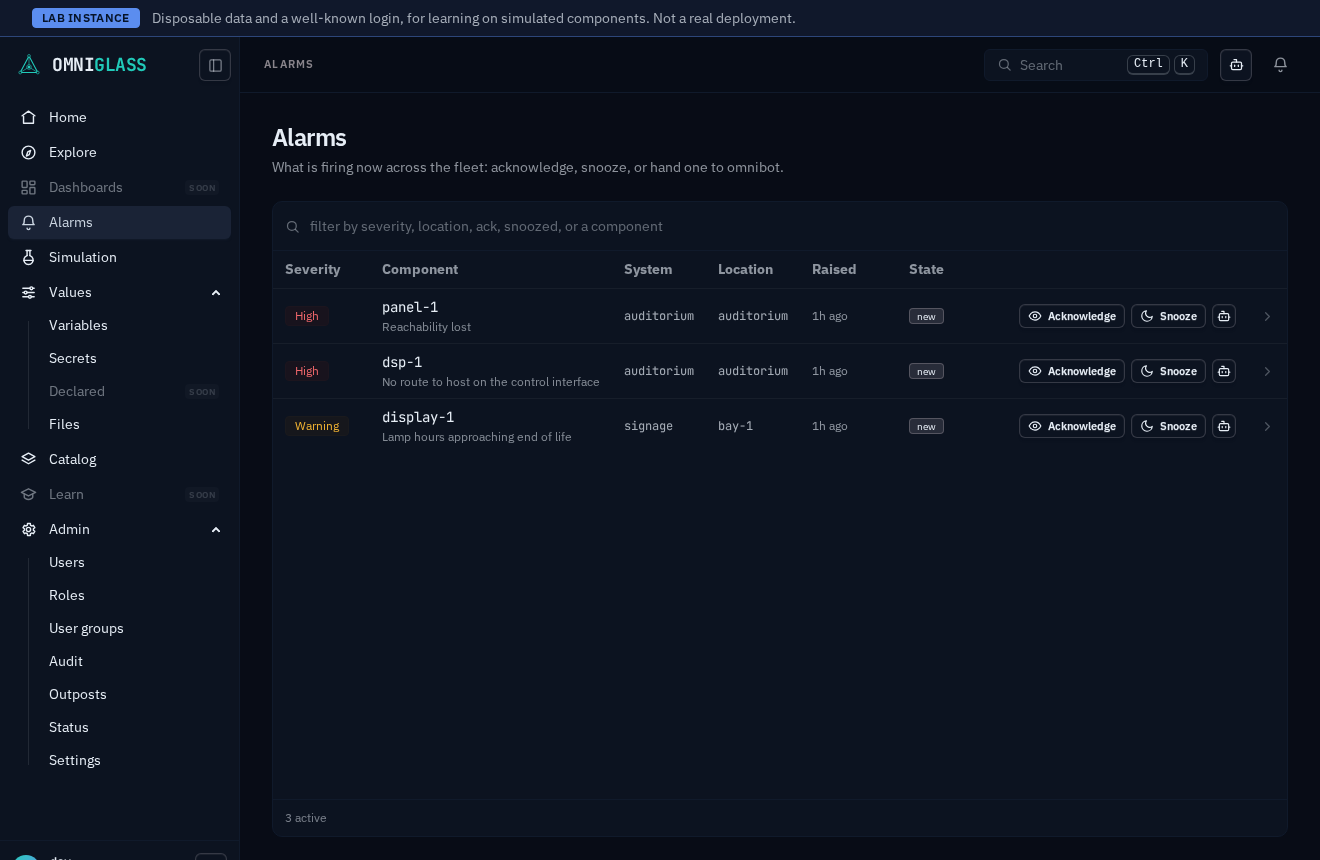 LAB INSTANCE Disposable data and a well-known login, for learning on simulated components. Not a real deployment.
OMNIGLASS
ALARMS
Search Ctrl K
Home
Explore
Dashboards SOON
Alarms
Simulation
Values
Variables
Secrets
Declared SOON
Files
Catalog
Learn SOON
Admin
Users
Roles
User groups
Audit
Outposts
Status
Settings
Alarms
What is firing now across the fleet: acknowledge, snooze, or hand one to omnibot.
filter by severity, location, ack, snoozed, or a component
Severity Component System Location Raised State
High panel-1 auditorium auditorium 1h ago new Acknowledge Snooze
Reachability lost
High dsp-1 auditorium auditorium 1h ago new Acknowledge Snooze
No route to host on the control interface
Warning display-1 signage bay-1 1h ago new Acknowledge Snooze
Lamp hours approaching end of life
3 active